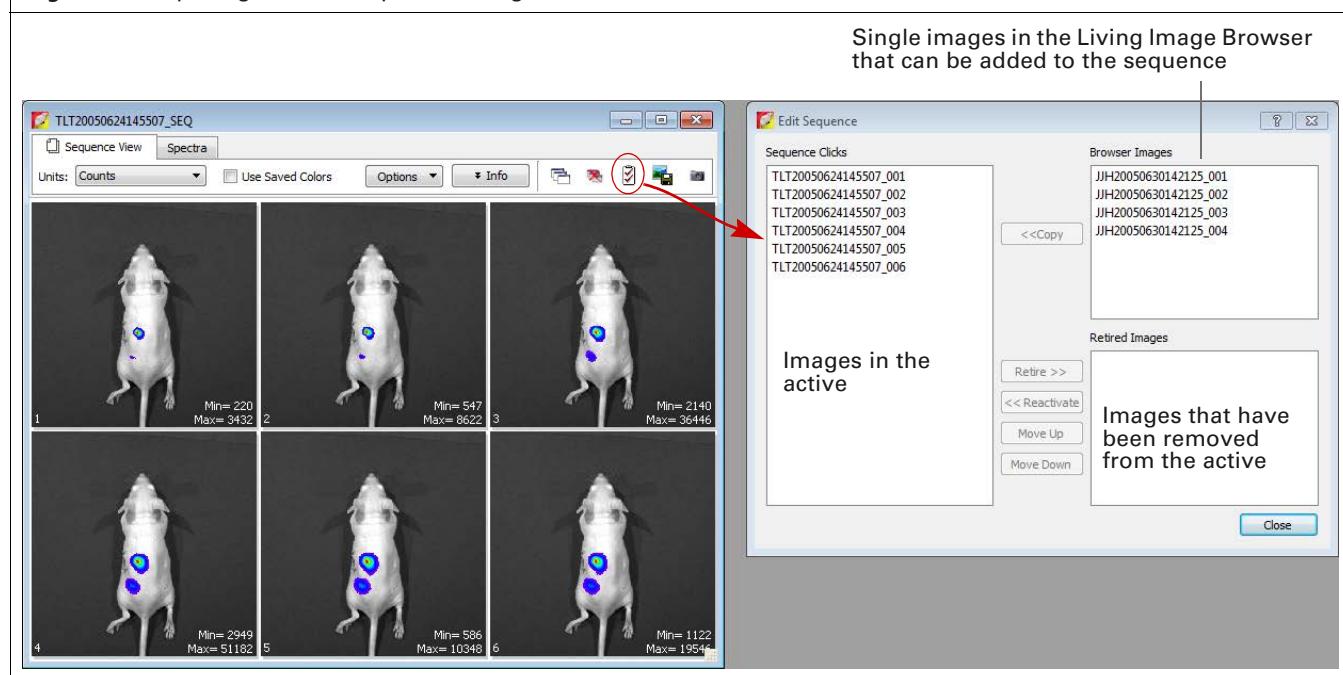 Single images in the Living Image Browser
that can be added to the sequence
TLT20050624145507_SEQ
Sequence View Spectra
Units: Counts Use Saved Colors Options Info
Min= 220
1 Max= 3432
Min= 547
2 Max= 8622
Min= 2140
3 Max= 36446
Min= 2949
4 Max= 51182
Min= 586
5 Max= 10348
Min= 1122
6 Max= 19546
Edit Sequence
Sequence Clicks
TLT20050624145507_001
TLT20050624145507_002
TLT20050624145507_003
TLT20050624145507_004
TLT20050624145507_005
TLT20050624145507_006
Images in the
active
<<Copy
Retire >>
<< Reactivate
Move Up
Move Down
Browser Images
JJH20050630142125_001
JJH20050630142125_002
JJH20050630142125_003
JJH20050630142125_004
Retired Images
Images that have
been removed
from the active
Close